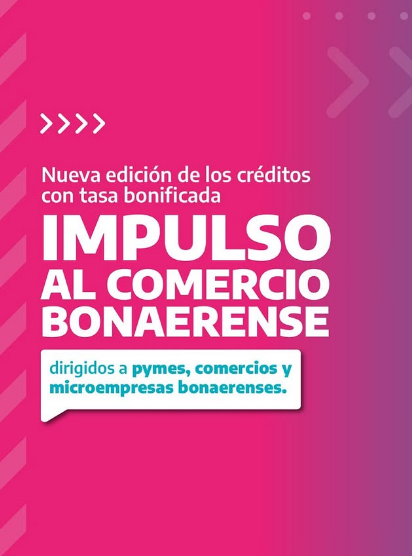 Nueva edición de los créditos
con tasa bonificada
IMPULSO
AL COMERCIO
BONAERENSE
dirigidos a pymes, comercios y
microempresas bonaerenses.